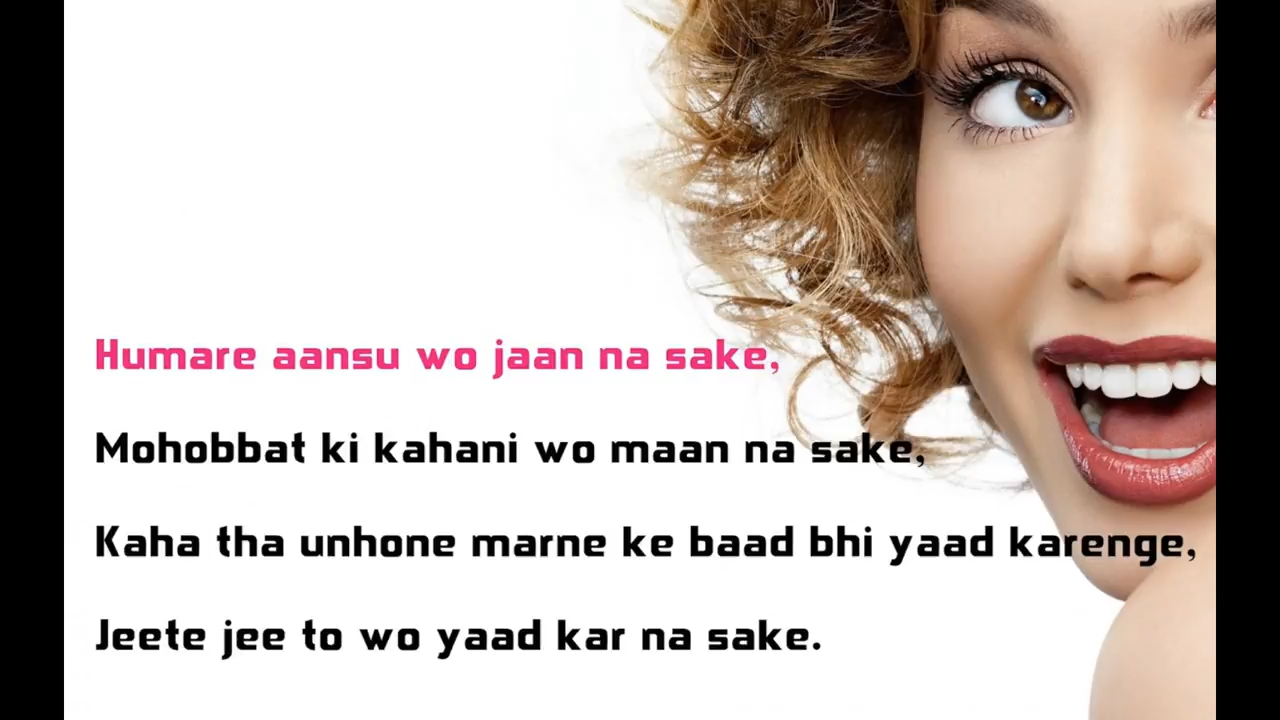 Humare aansu wo jaan na sake,
Mohobbat ki kahani wo maan na sake,
Kaha tha unhone marne ke baad bhi yaad karenge,
Jeete jee to wo yaad kar na sake.